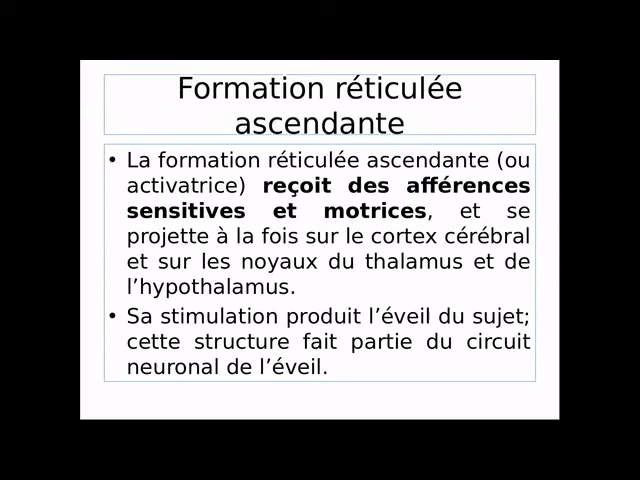 Formation réticulée
ascendante
• La formation réticulée ascendante (ou
activatrice) reçoit des afférences
sensitives et motrices, et se
projette à la fois sur le cortex cérébral
et sur les noyaux du thalamus et de
l’hypothalamus.
• Sa stimulation produit l’éveil du sujet;
cette structure fait partie du circuit
neuronal de l’éveil.